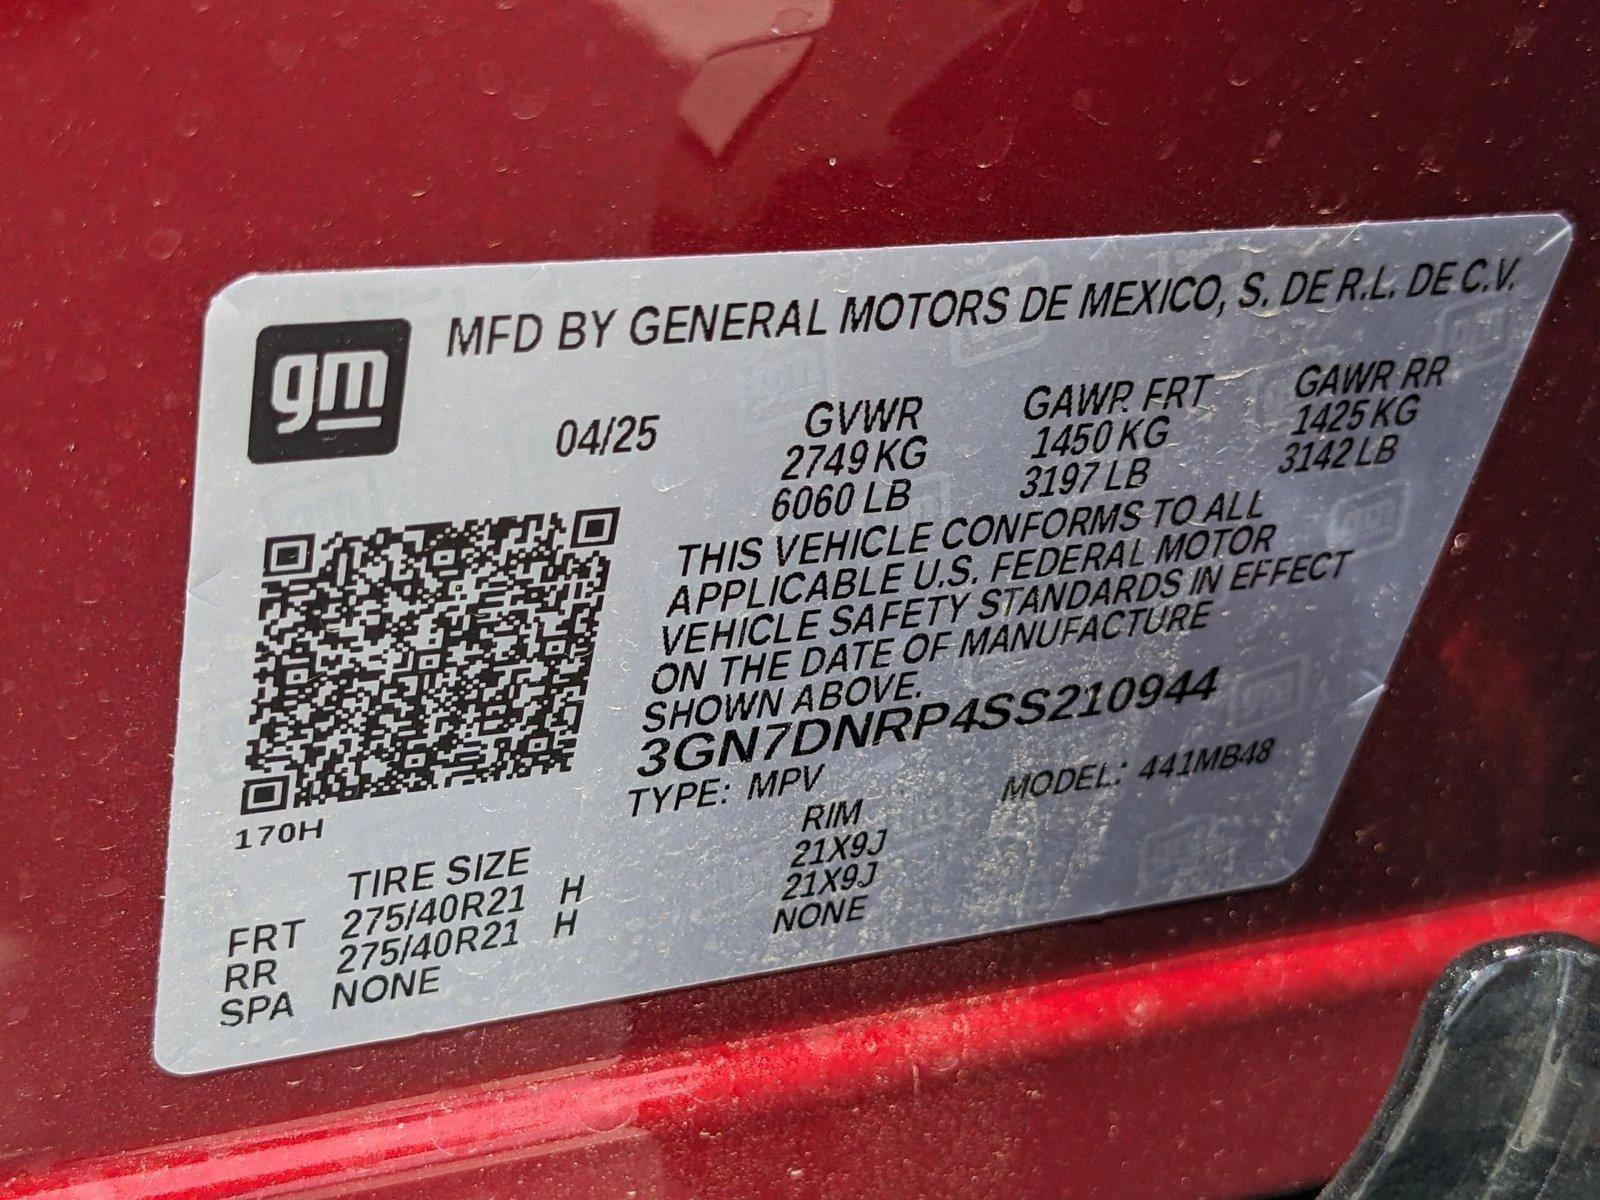 gm
MFD BY GENERAL MOTORS DE MEXICO, S. DE R.L. DE C.V.
04/25
GVWR
2749 KG
6060 LB
GAWR FRT
1450 KG
3197 LB
GAWR RR
1425 KG
3142 LB
THIS VEHICLE CONFORMS TO ALL
APPLICABLE U.S. FEDERAL MOTOR
VEHICLE SAFETY STANDARDS IN EFFECT
ON THE DATE OF MANUFACTURE
SHOWN ABOVE.
3GN7DNRP4SS210944
TYPE: MPV MODEL: 441MB48
170H
TIRE SIZE RIM
FRT 275/40R21 H 21X9J
RR 275/40R21 H 21X9J
SPA NONE NONE